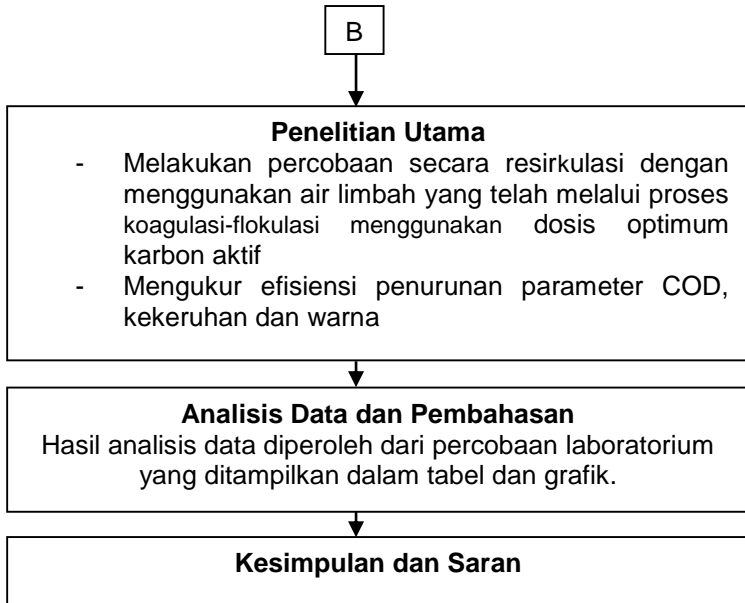 B
Penelitian Utama
- Melakukan percobaan secara resirkulasi dengan
menggunakan air limbah yang telah melalui proses
koagulasi-flokulasi menggunakan dosis optimum
karbon aktif
- Mengukur efisiensi penurunan parameter COD,
kekeruhan dan warna
Analisis Data dan Pembahasan
Hasil analisis data diperoleh dari percobaan laboratorium
yang ditampilkan dalam tabel dan grafik.
Kesimpulan dan Saran